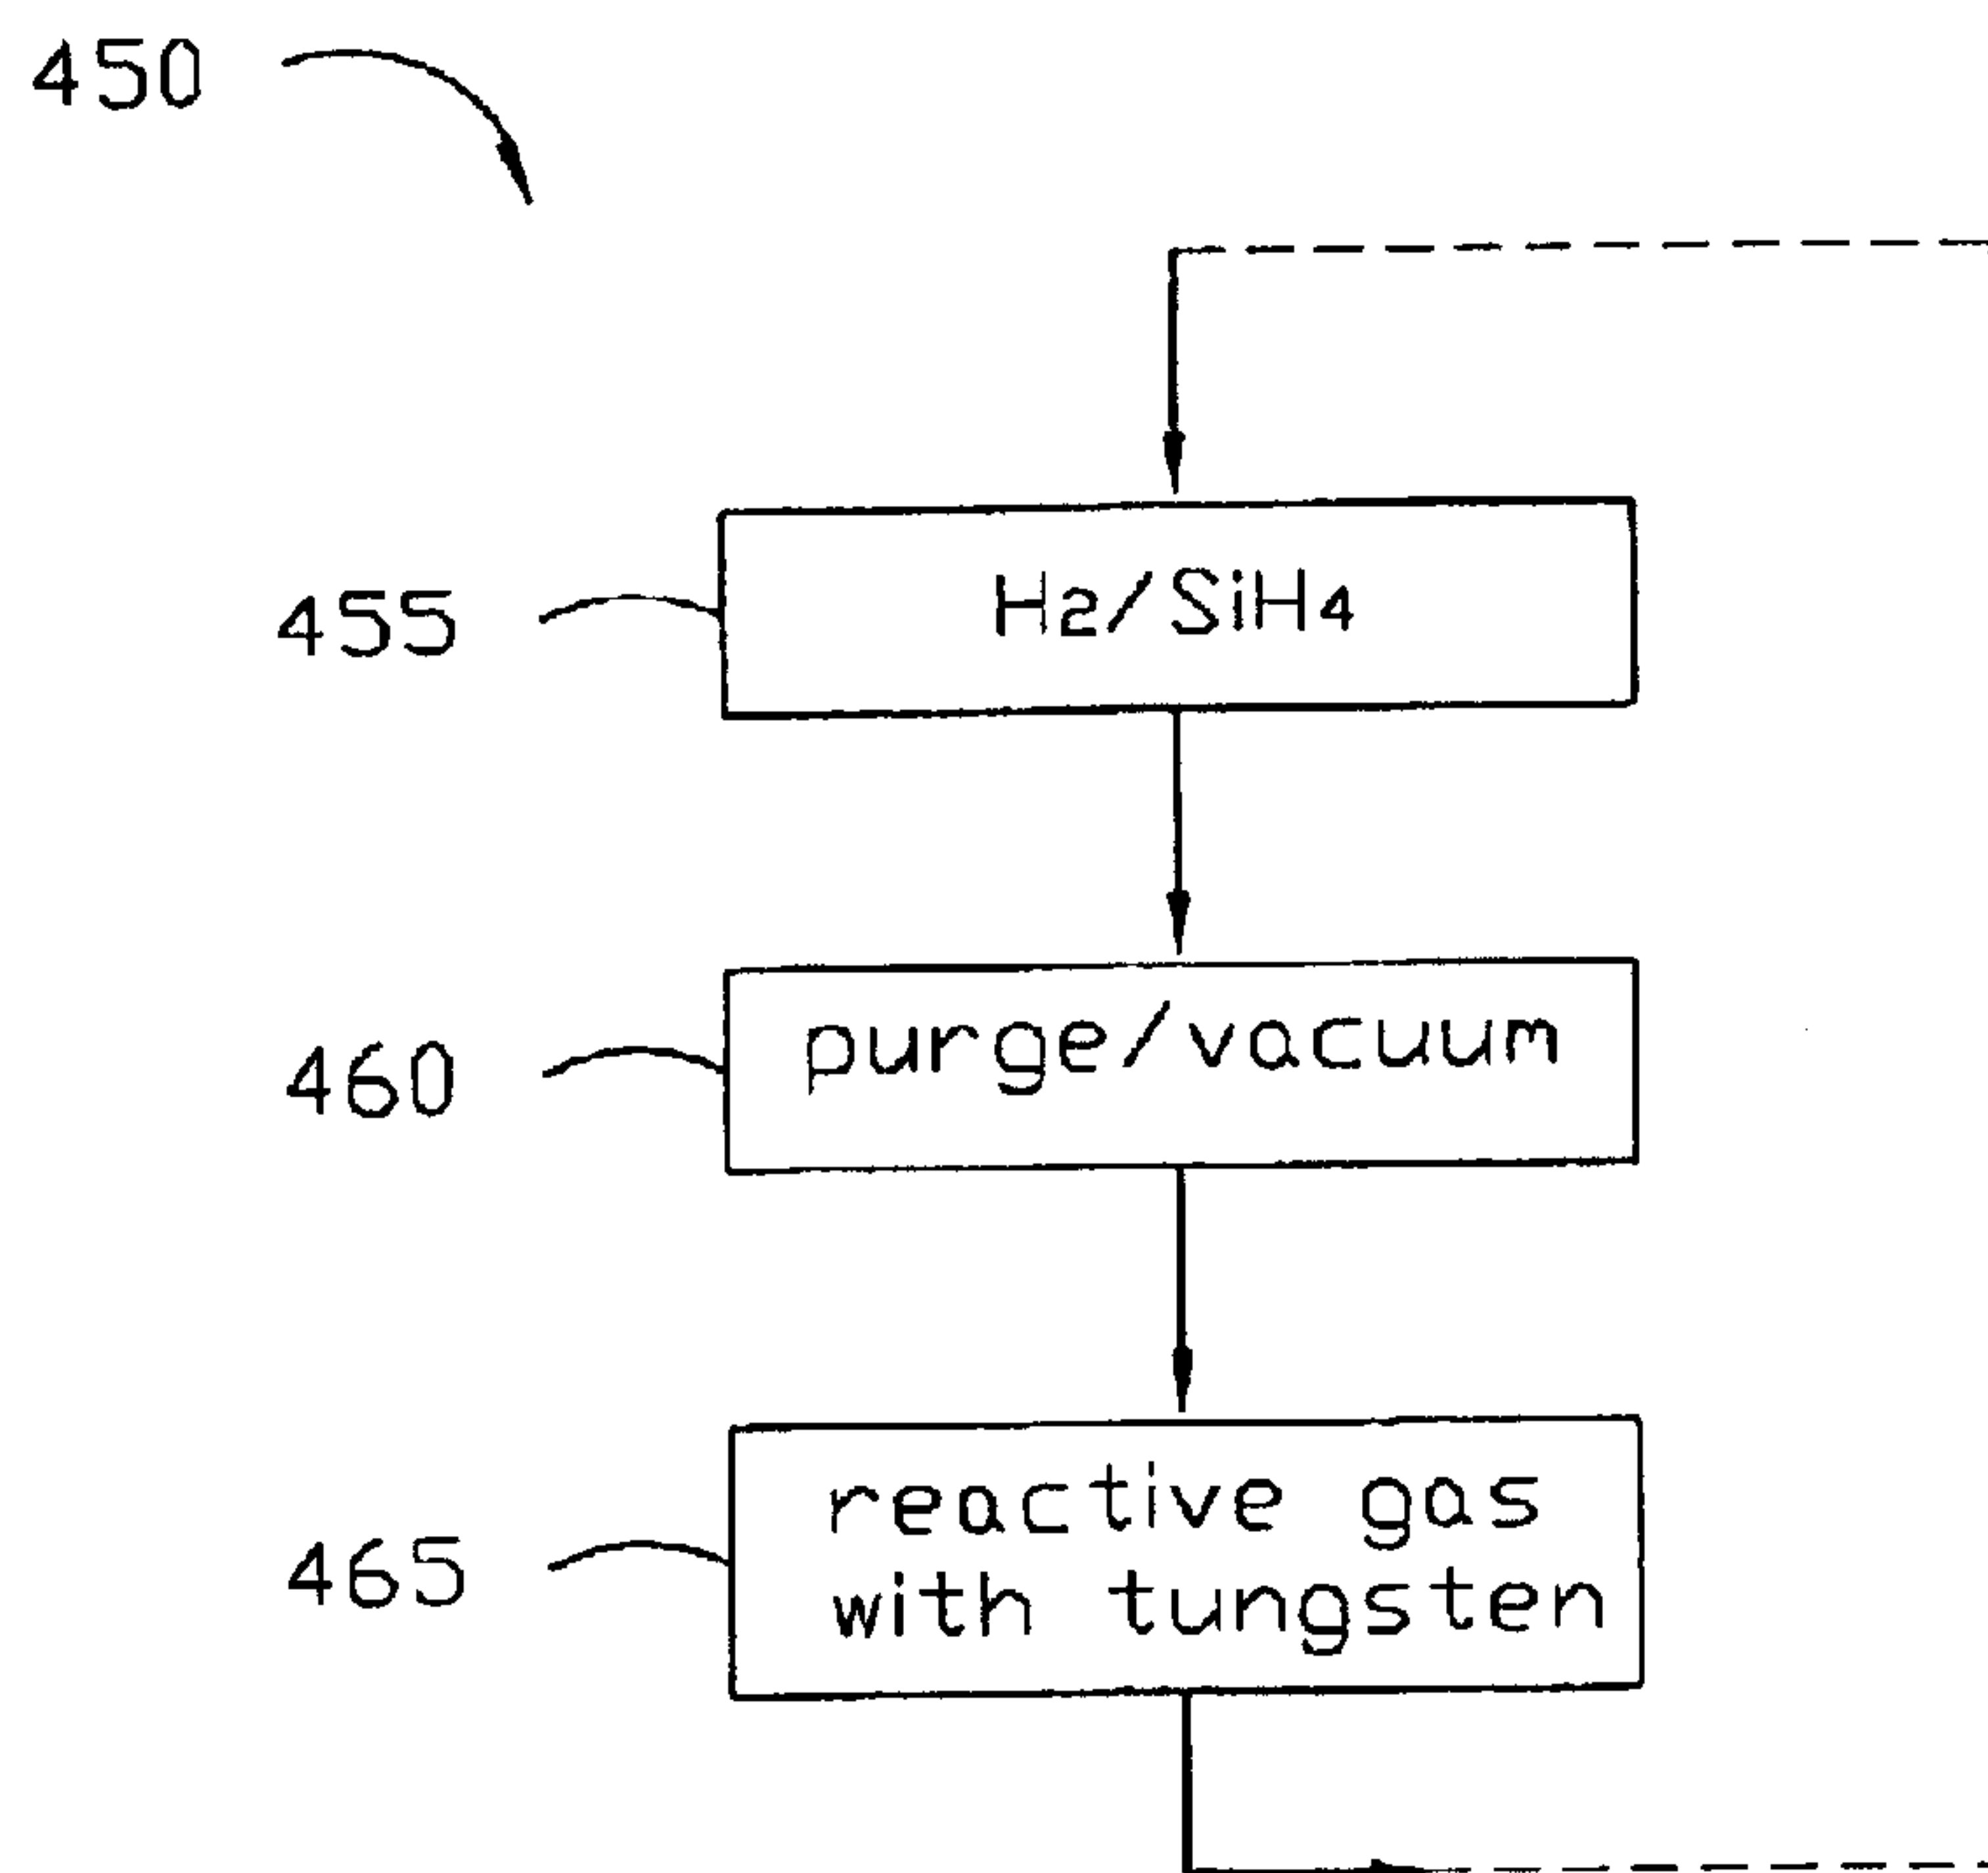 450
455
H2/SiH4
460
purge/vacuum
465
reactive gas
with tungsten